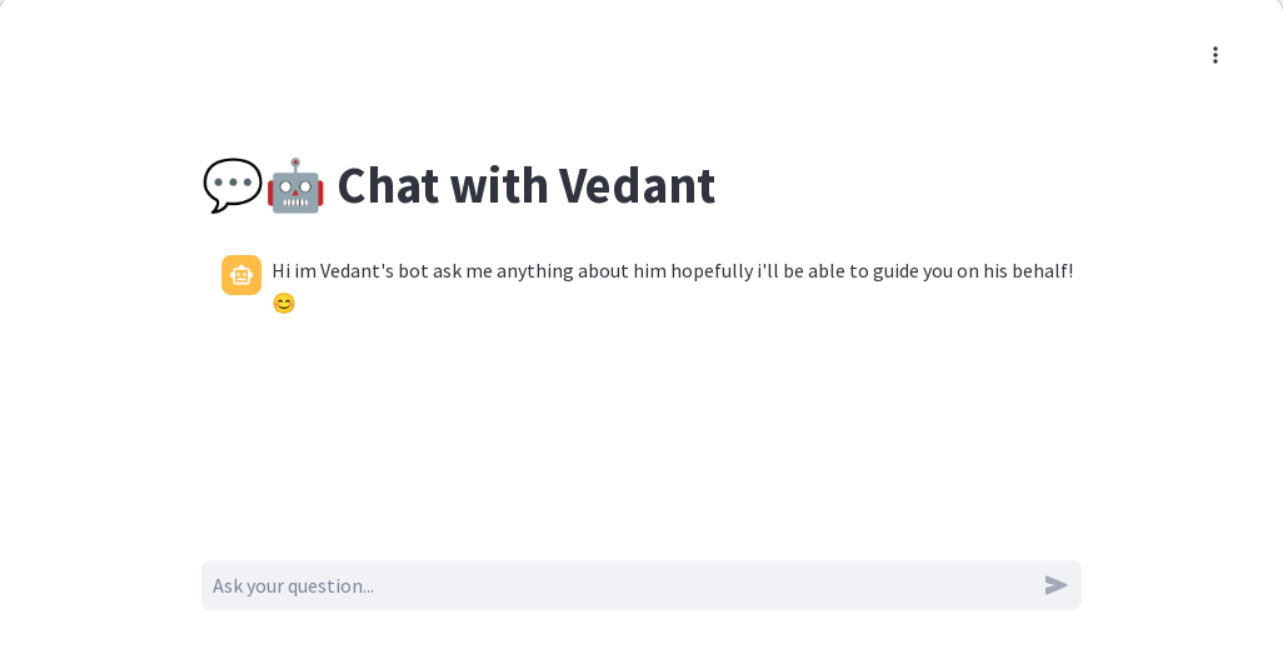 💬🤖 Chat with Vedant
Hi im Vedant's bot ask me anything about him hopefully i'll be able to guide you on his behalf!
😊
Ask your question...